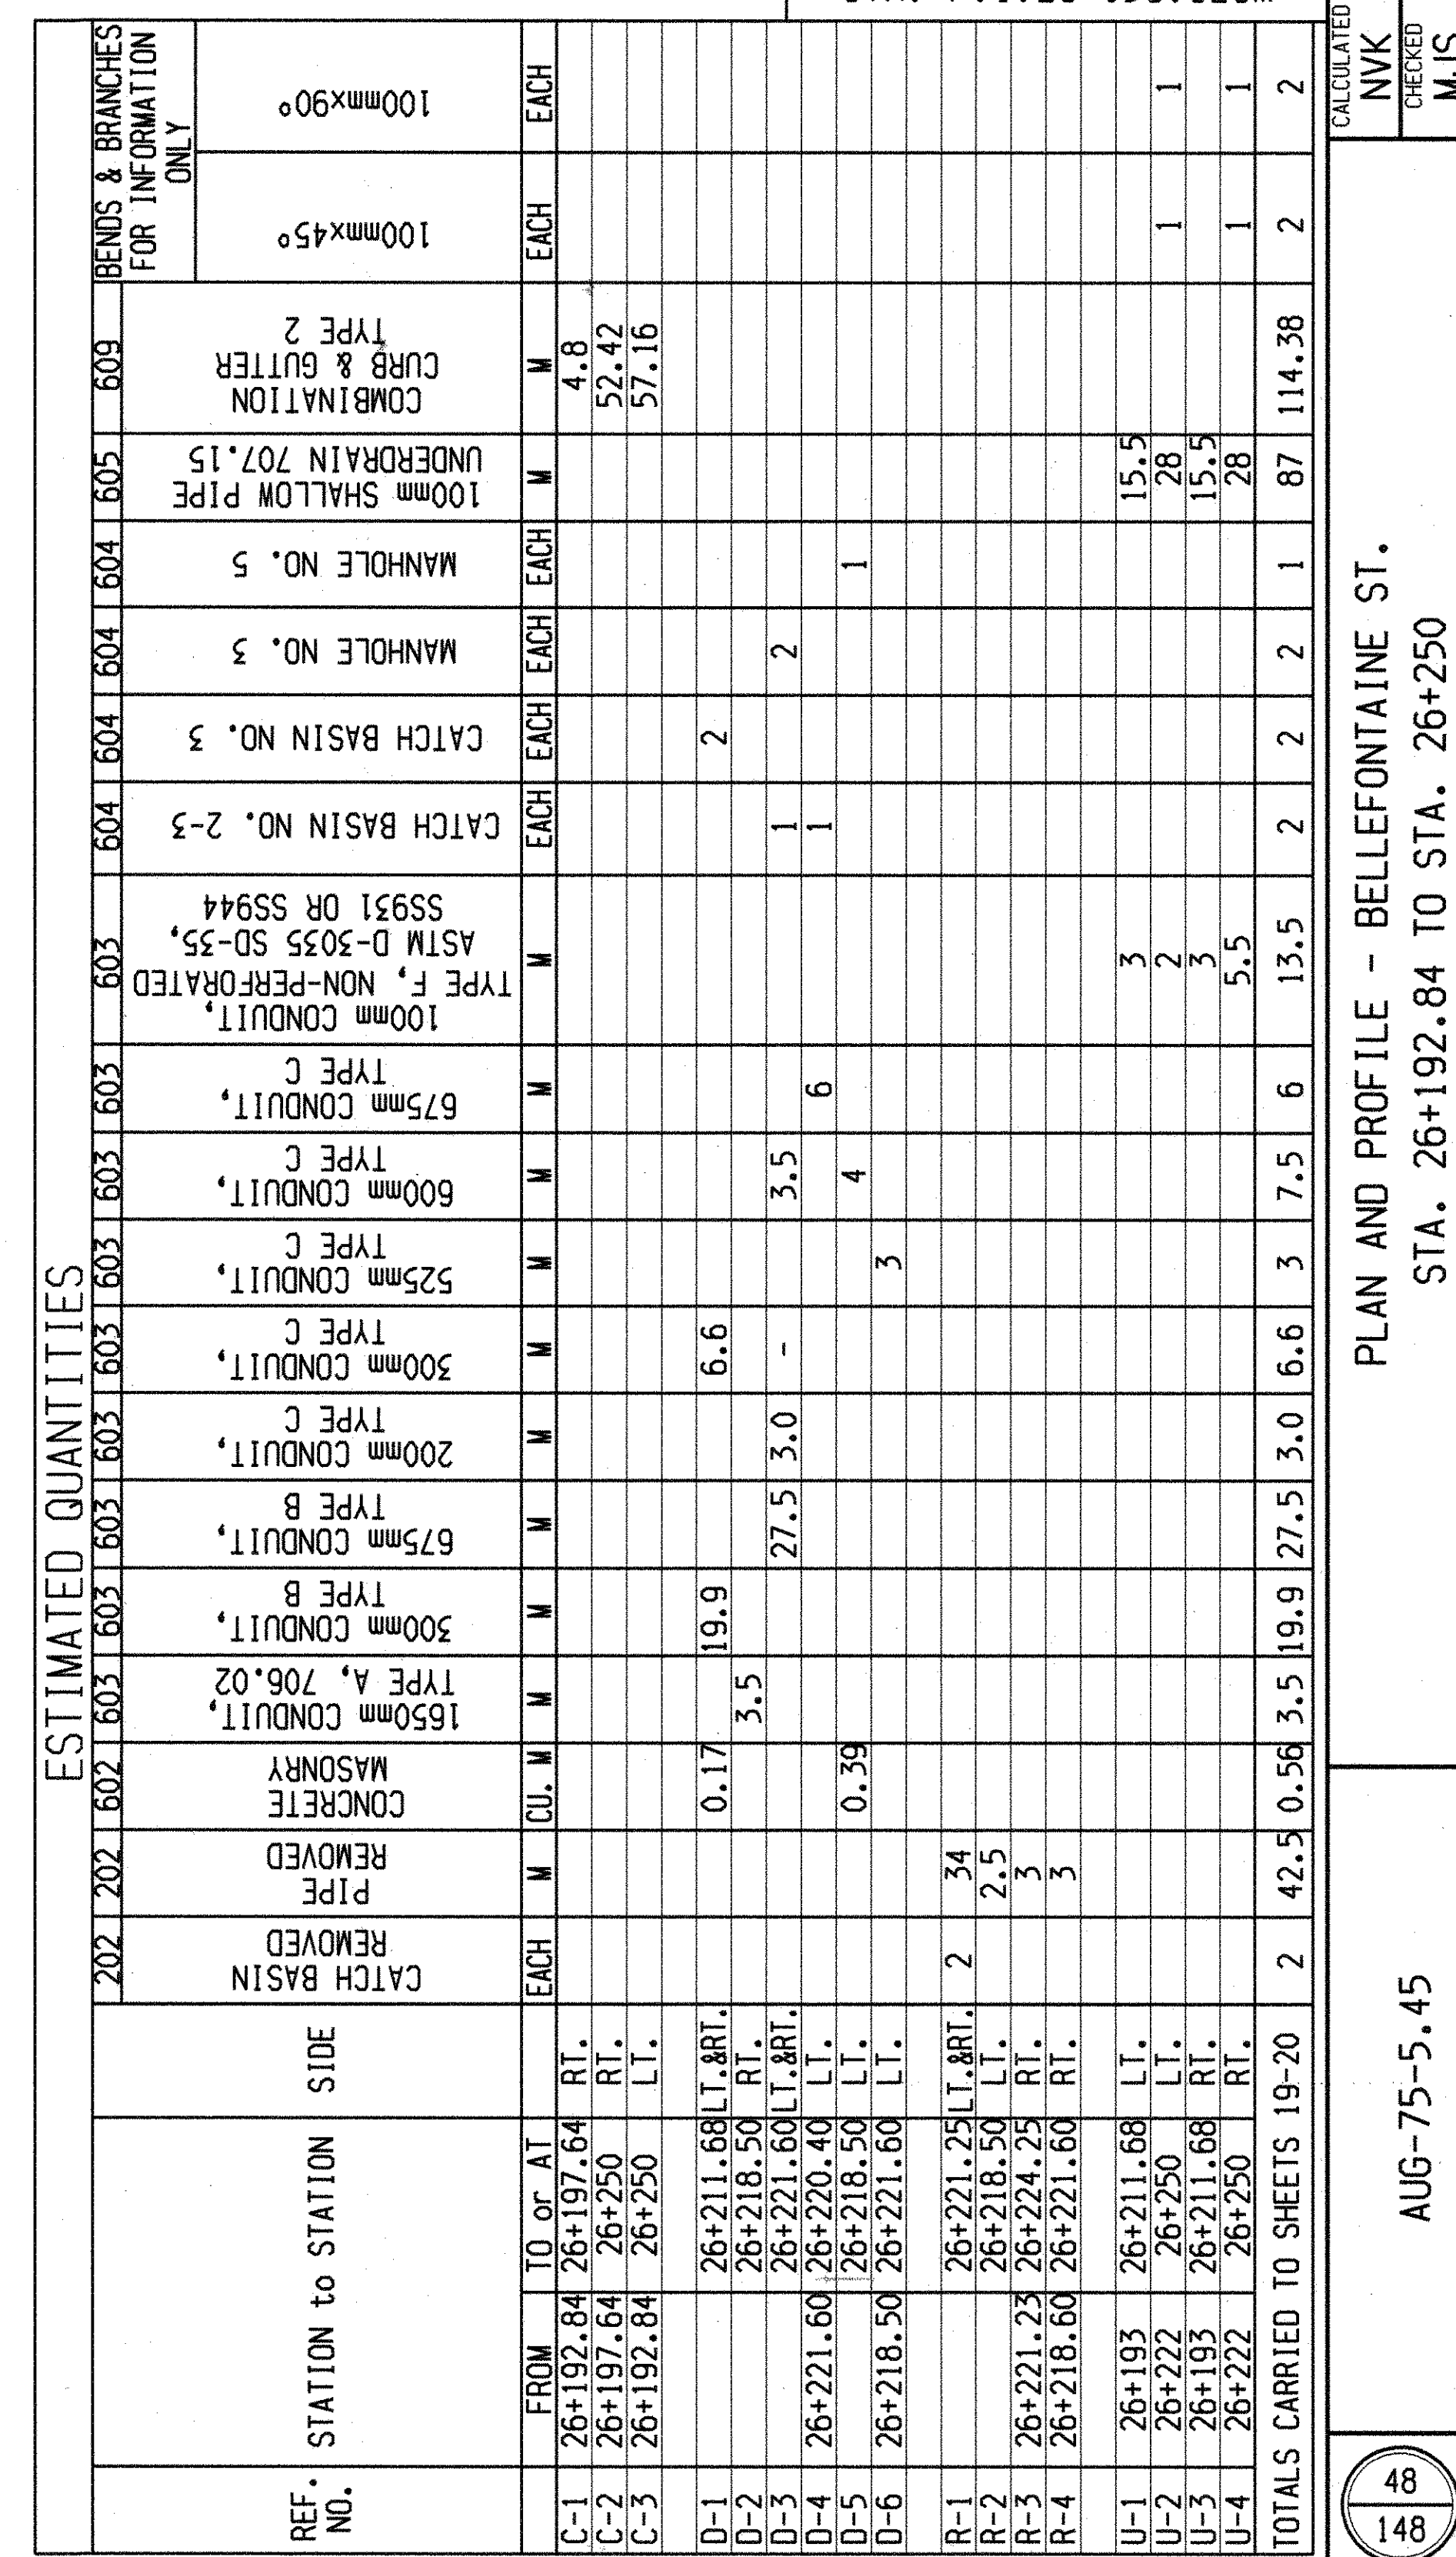 ESTIMATED QUANTITIES
REF. NO.
STATION to STATION
SIDE
202 202 602 603 603 603 603 603 603 603 603 603 604 604 604 604 605 609 BENDS & BRANCHES FOR INFORMATION ONLY
CATCH BASIN REMOVED
PIPE REMOVED
CONCRETE MASONRY
1650mm CONDUIT, TYPE A, 706.02
300mm CONDUIT, TYPE B
675mm CONDUIT, TYPE B
200mm CONDUIT, TYPE C
300mm CONDUIT, TYPE C
525mm CONDUIT, TYPE C
600mm CONDUIT, TYPE C
675mm CONDUIT, TYPE C
100mm CONDUIT, TYPE F, NON-PERFORATED ASTM D-3035 SD-35, SS931 OR SS944
CATCH BASIN NO. 2-3
CATCH BASIN NO. 3
MANHOLE NO. 3
MANHOLE NO. 5
100mm SHALLOW PIPE UNDERDRAIN 707.15
COMBINATION CURB & GUTTER TYPE 2
100mmx45°
100mmx90°
FROM TO or AT EACH M CU. M M M M M M M M M M EACH EACH EACH EACH M M EACH EACH
C-1 26+192.84 26+197.64 RT. 4.8
C-2 26+197.64 26+250 RT. 52.42
C-3 26+192.84 26+250 LT. 57.16
D-1 26+211.68 LT.&RT. 0.17 19.9 6.6 2
D-2 26+218.50 RT. 3.5
D-3 26+221.60 LT.&RT. 27.5 3.0 - 3.5 1 2
D-4 26+221.60 26+220.40 LT. 6 1
D-5 26+218.50 LT. 0.39 4 1
D-6 26+218.50 26+221.60 LT. 3
R-1 26+221.25 LT.&RT. 2 34
R-2 26+218.50 LT. 2.5
R-3 26+221.23 26+224.25 RT. 3
R-4 26+218.60 26+221.60 RT. 3
U-1 26+193 26+211.68 LT. 3 15.5
U-2 26+222 26+250 LT. 2 28 1 1
U-3 26+193 26+211.68 RT. 3 15.5
U-4 26+222 26+250 RT. 5.5 28 1 1
TOTALS CARRIED TO SHEETS 19-20 2 42.5 0.56 3.5 19.9 27.5 3.0 6.6 3 7.5 6 13.5 2 2 2 1 87 114.38 2 2
48
148
AUG-75-5.45
PLAN AND PROFILE - BELLEFONTAINE ST.
STA. 26+192.84 TO STA. 26+250
CALCULATED
NVK
CHECKED
MJS